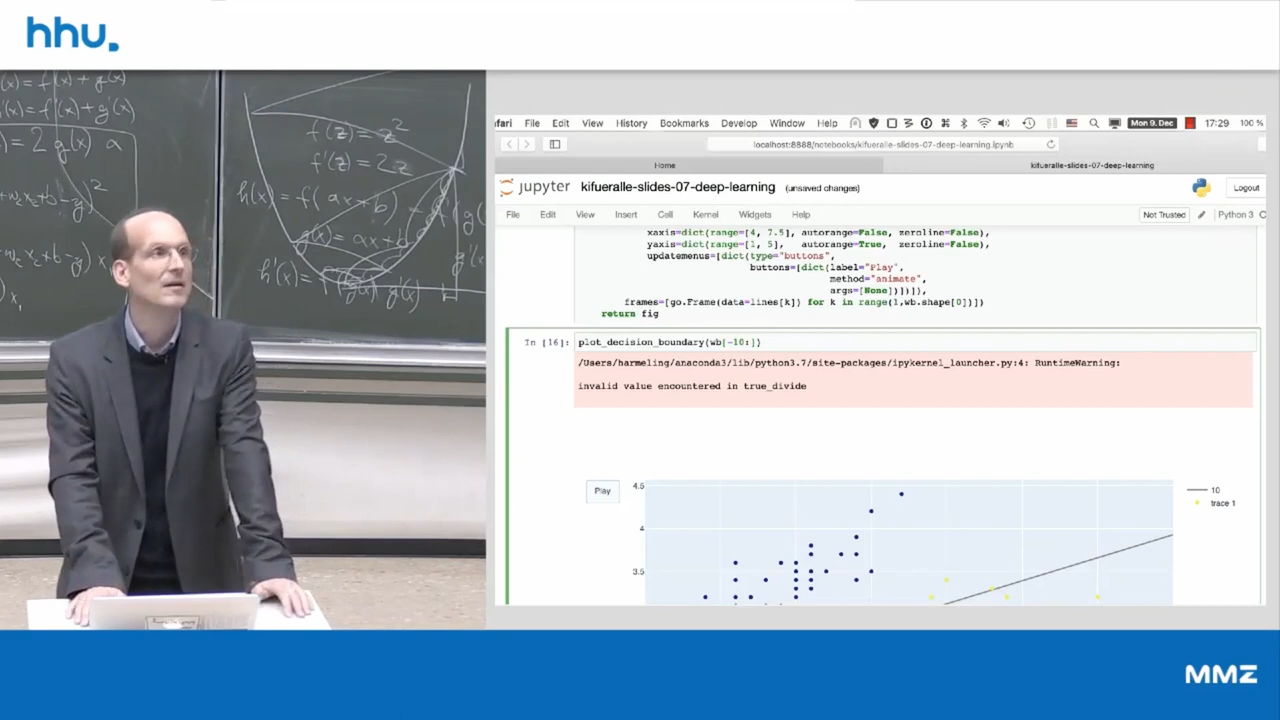 hhu.
(x) = f(x) + g(x)
'(x) = f'(x) + g'(x)
= 2 g(x) a
f(z) = z²
f'(z) = 2z
h(x) = f(ax+b)
g(x) = ax+b
h'(x) = f'(g(x)) g'(x)
afari File Edit View History Bookmarks Develop Window Help Mon 9. Dec 17:29 100 %
localhost:8888/notebooks/kifueralle-slides-07-deep-learning.ipynb
Home kifueralle-slides-07-deep-learning
jupyter kifueralle-slides-07-deep-learning (unsaved changes) Logout
File Edit View Insert Cell Kernel Widgets Help Not Trusted Python 3
xaxis=dict(range=[4, 7.5], autorange=False, zeroline=False),
yaxis=dict(range=[1, 5], autorange=True, zeroline=False),
updatemenus=[dict(type="buttons",
buttons=[dict(label="Play",
method="animate",
args=[None])])]),
frames=[go.Frame(data=lines[k]) for k in range(1,wb.shape[0])])
return fig
In [16]: plot_decision_boundary(wb[-10:])
/Users/harmeling/anaconda3/lib/python3.7/site-packages/ipykernel_launcher.py:4: RuntimeWarning:
invalid value encountered in true_divide
Play
4.5
4
3.5
10
trace 1
MMZ